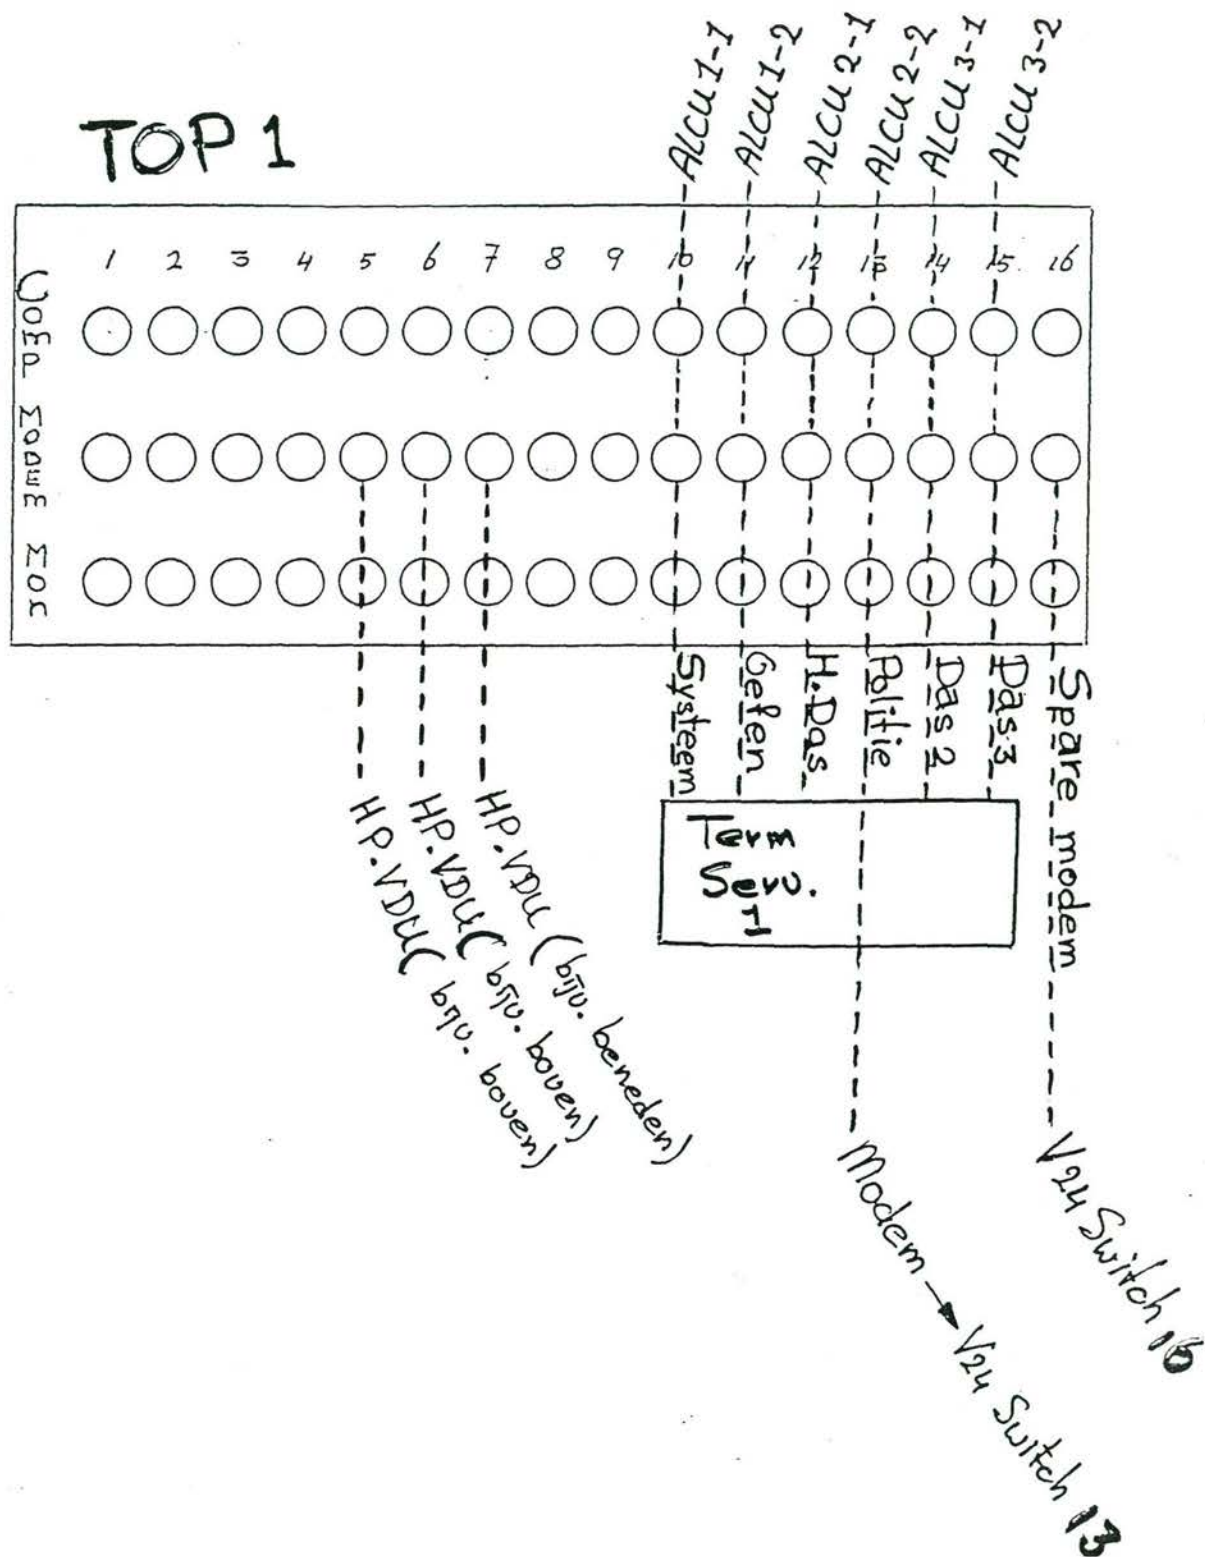 TOP 1
ALCU 1-1
ALCU 1-2
ALCU 2-1
ALCU 2-2
ALCU 3-1
ALCU 3-2
1 2 3 4 5 6 7 8 9 10 11 12 13 14 15 16
COMP MODEM MON
Systeem
Gefen
H.Das
Politie
Das 2
Das 3
Spare modem
Term
Serv.
1
HP.VDU (bijv. boven)
HP.VDU (bijv. boven)
HP.VDU (bijv. beneden)
Modem → V24 Switch 13
V24 Switch 16